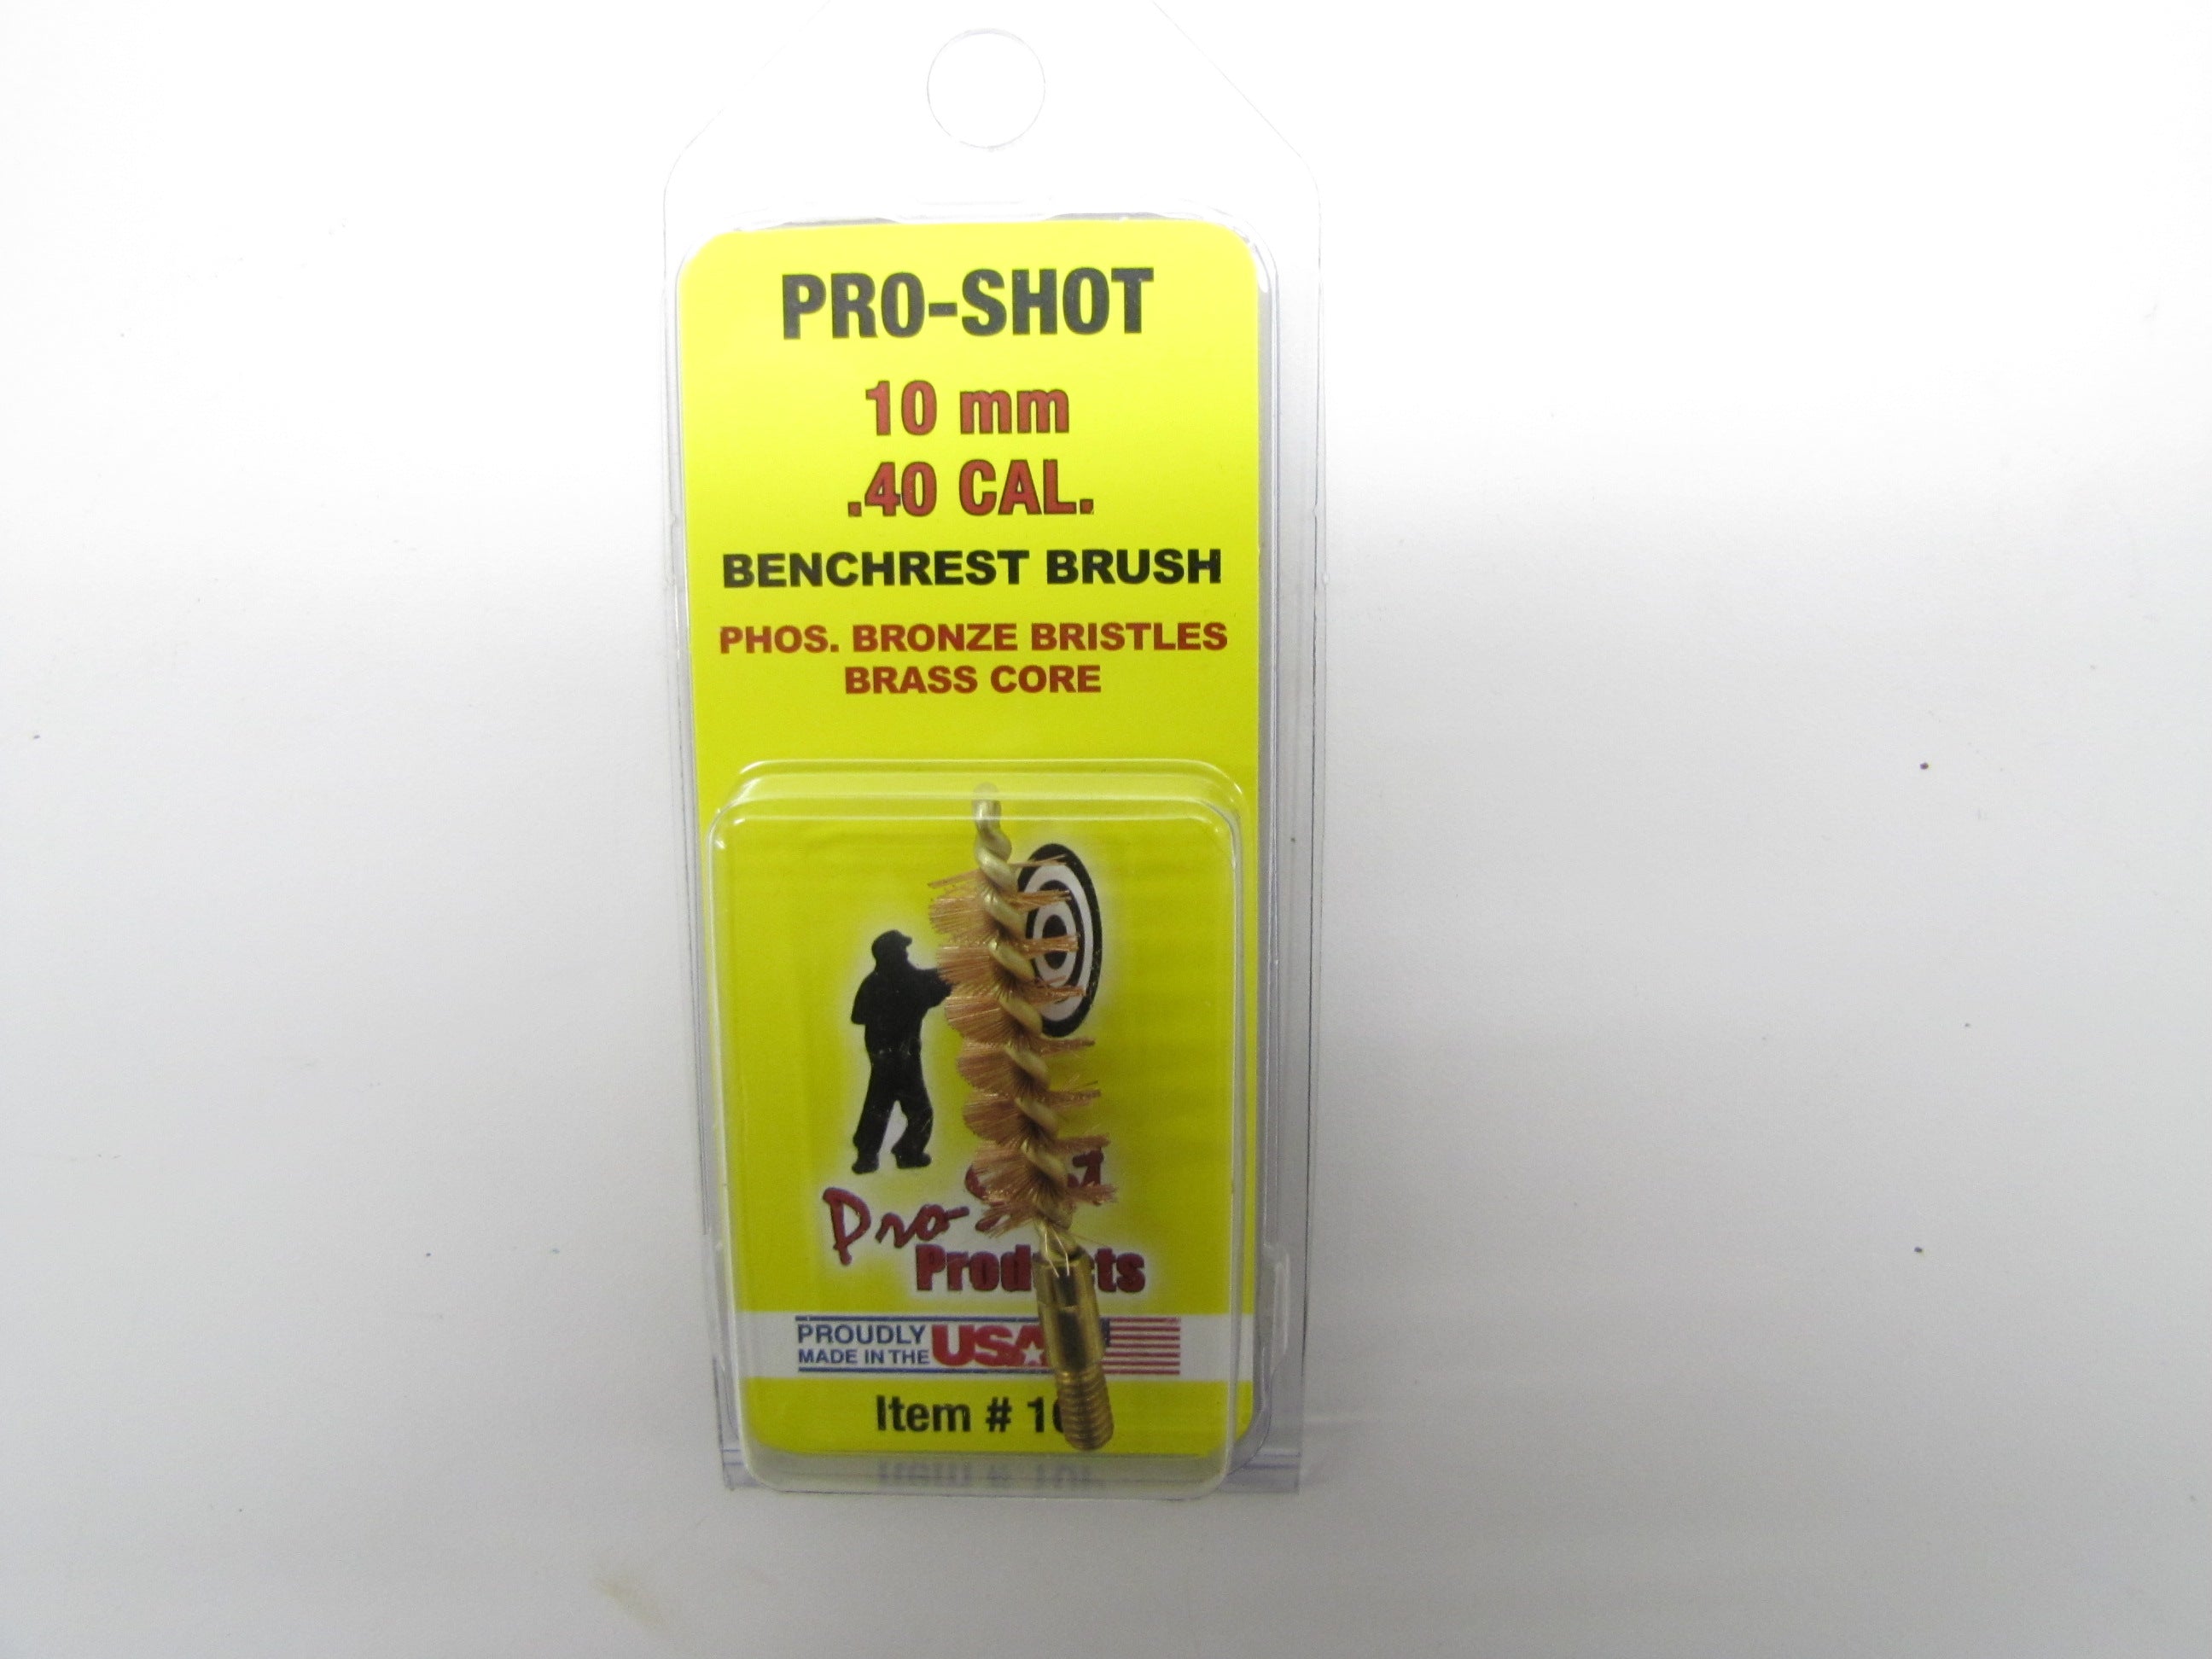 PRO-SHOT
10 mm
.40 CAL.
BENCHREST BRUSH
PHOS. BRONZE BRISTLES
BRASS CORE
Pro-
Products
PROUDLY
MADE IN THE
USA
Item #